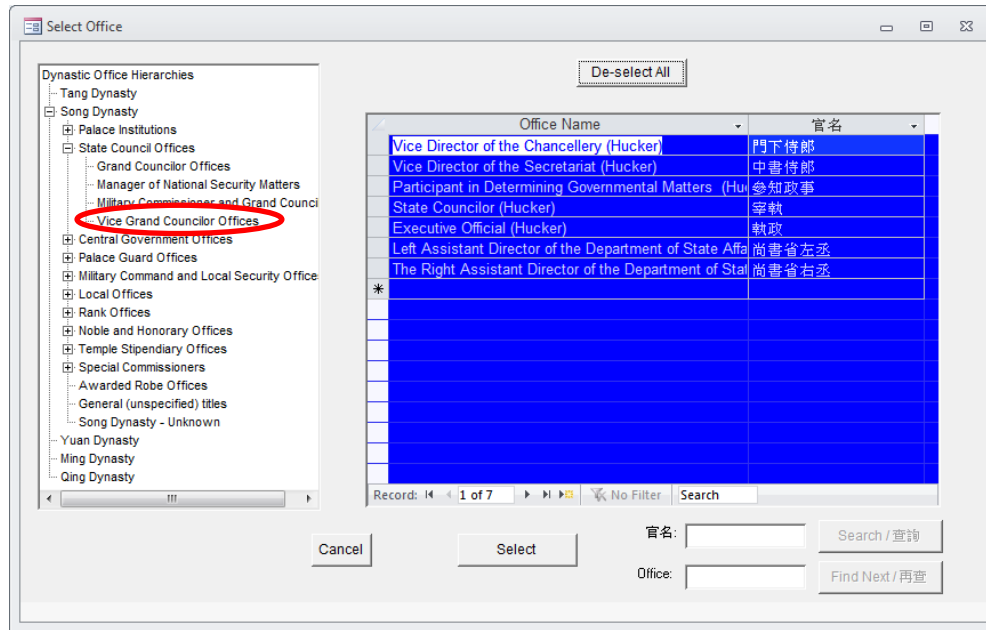 Select Office
Dynastic Office Hierarchies
Tang Dynasty
Song Dynasty
Palace Institutions
State Council Offices
Grand Councilor Offices
Manager of National Security Matters
Military Commissioner and Grand Counci
Vice Grand Councilor Offices
Central Government Offices
Palace Guard Offices
Military Command and Local Security Office
Local Offices
Rank Offices
Noble and Honorary Offices
Temple Stipendiary Offices
Special Commissioners
Awarded Robe Offices
General (unspecified) titles
Song Dynasty - Unknown
Yuan Dynasty
Ming Dynasty
Qing Dynasty
De-select All
Office Name 官名
Vice Director of the Chancellery (Hucker) 門下侍郎
Vice Director of the Secretariat (Hucker) 中書侍郎
Participant in Determining Governmental Matters (Hu 參知政事
State Councilor (Hucker) 宰執
Executive Official (Hucker) 執政
Left Assistant Director of the Department of State Affa 尚書省左丞
The Right Assistant Director of the Department of Stat 尚書省右丞
Record: 1 of 7 No Filter Search
Cancel
Select
官名:
Search / 查詢
Office:
Find Next / 再查